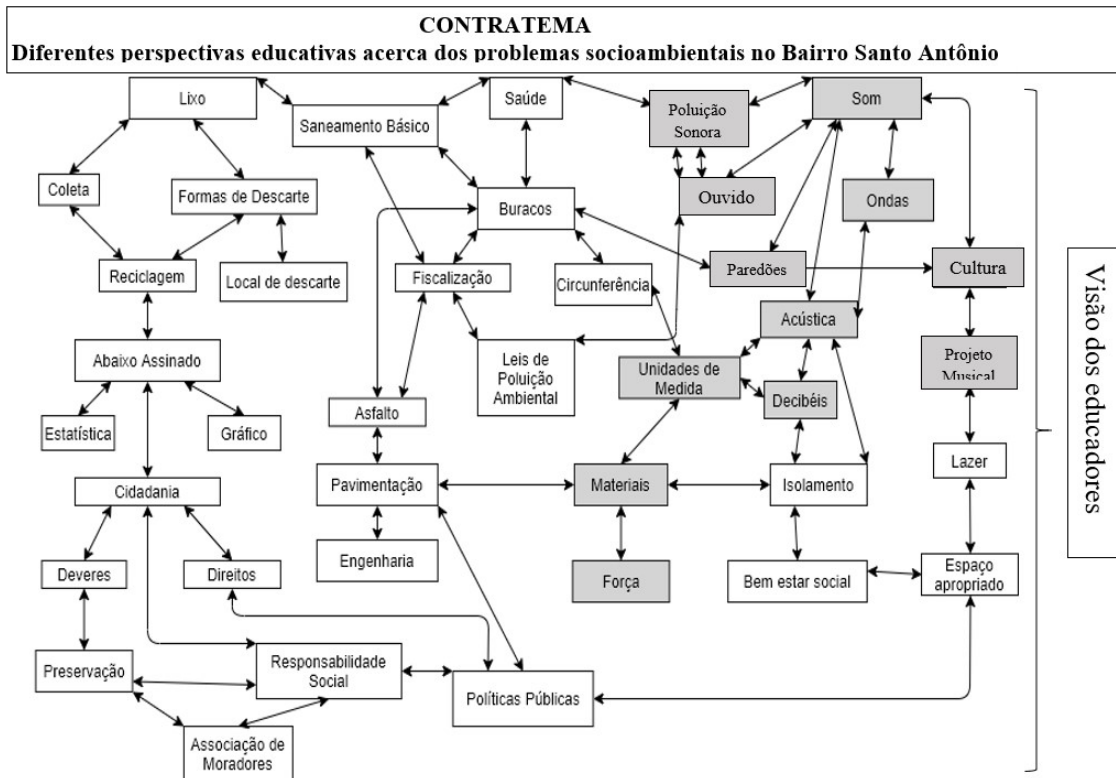 CONTRATEMA
Diferentes perspectivas educativas acerca dos problemas socioambientais no Bairro Santo Antônio
Lixo
Saneamento Básico
Saúde
Poluição
Sonora
Som
Coleta
Formas de Descarte
Buracos
Ouvido
Ondas
Reciclagem
Local de descarte
Fiscalização
Circunferência
Paredões
Cultura
Abaixo Assinado
Leis de
Poluição
Ambiental
Unidades de
Medida
Acústica
Projeto
Musical
Estatística
Gráfico
Asfalto
Decibéis
Lazer
Cidadania
Pavimentação
Materiais
Isolamento
Deveres
Direitos
Engenharia
Força
Bem estar social
Espaço
apropriado
Preservação
Responsabilidade
Social
Políticas Públicas
Associação de
Moradores
Visão dos educadores